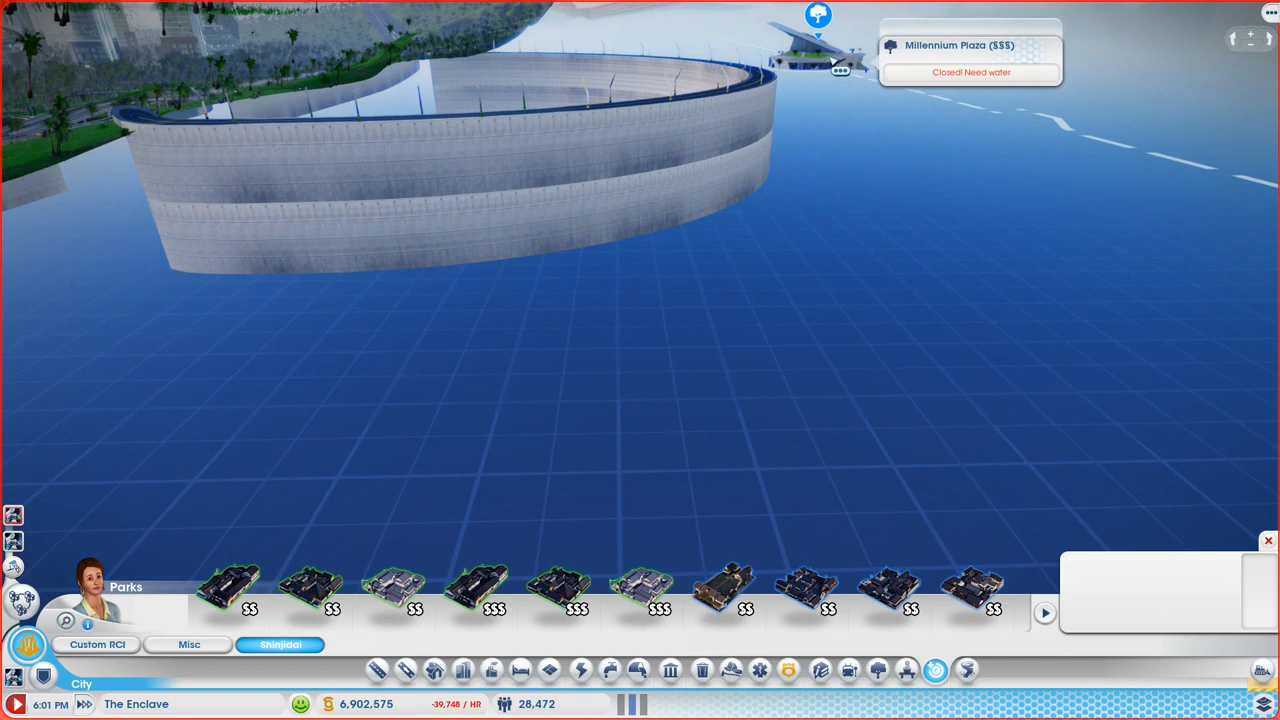 Millennium Plaza ($$$)
Closed! Need water
Parks
$$ $$ $$ $$$ $$$ $$$ $$ $$ $$ $$
Custom RCI Misc Shinjidai
City
6:01 PM The Enclave 6,902,575 -39,748 / HR 28,472